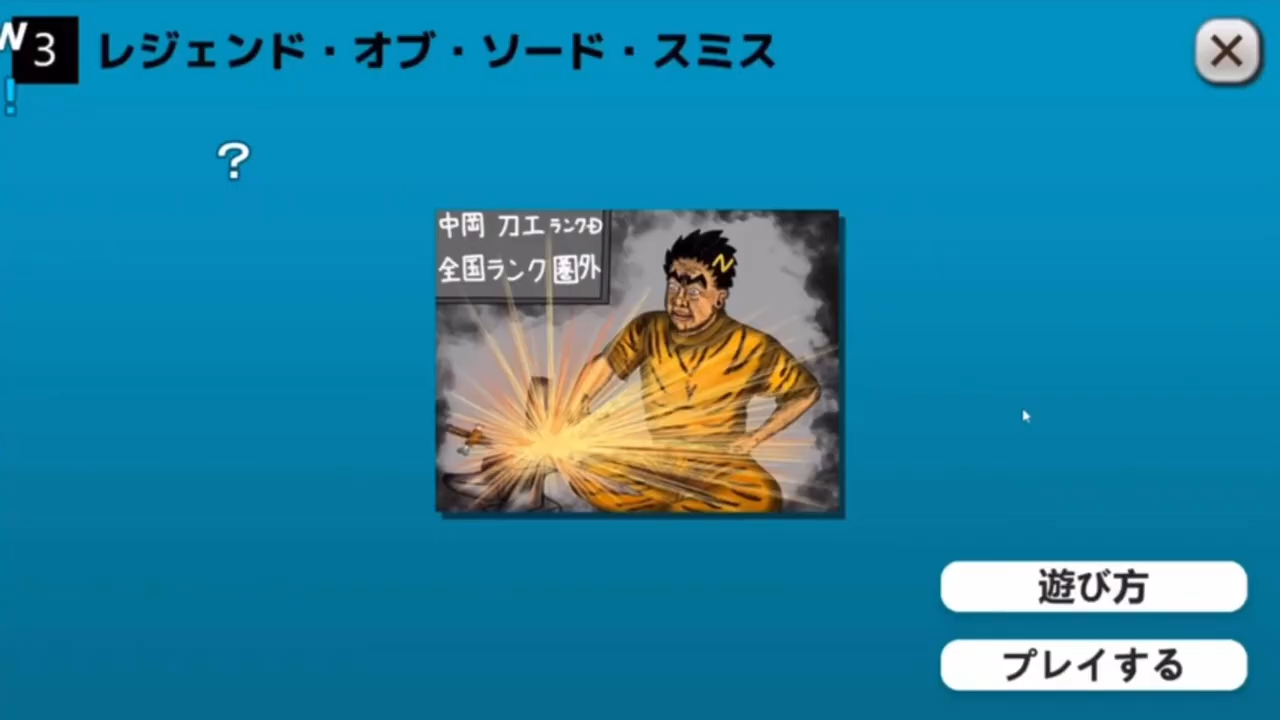 W
3
レジェンド・オブ・ソード・スミス
!
?
中岡 刀工 ランクD
全国ランク 圏外
N
遊び方
プレイする